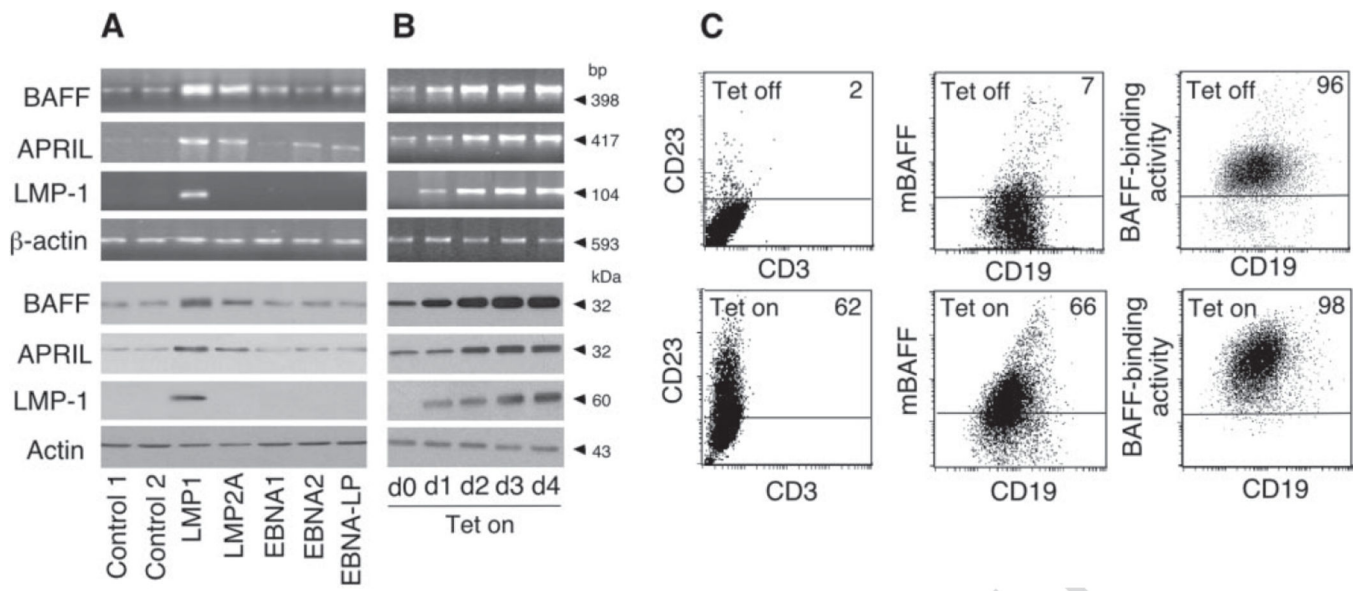 A
BAFF
APRIL
LMP-1
β-actin
BAFF
APRIL
LMP-1
Actin
Control 1
Control 2
LMP1
LMP2A
EBNA1
EBNA2
EBNA-LP
B
bp
398
417
104
593
kDa
32
32
60
43
d0 d1 d2 d3 d4
Tet on
C
CD23
Tet off 2
CD3
mBAFF
Tet off 7
CD19
BAFF-binding
activity
Tet off 96
CD19
CD23
Tet on 62
CD3
mBAFF
Tet on 66
CD19
BAFF-binding
activity
Tet on 98
CD19